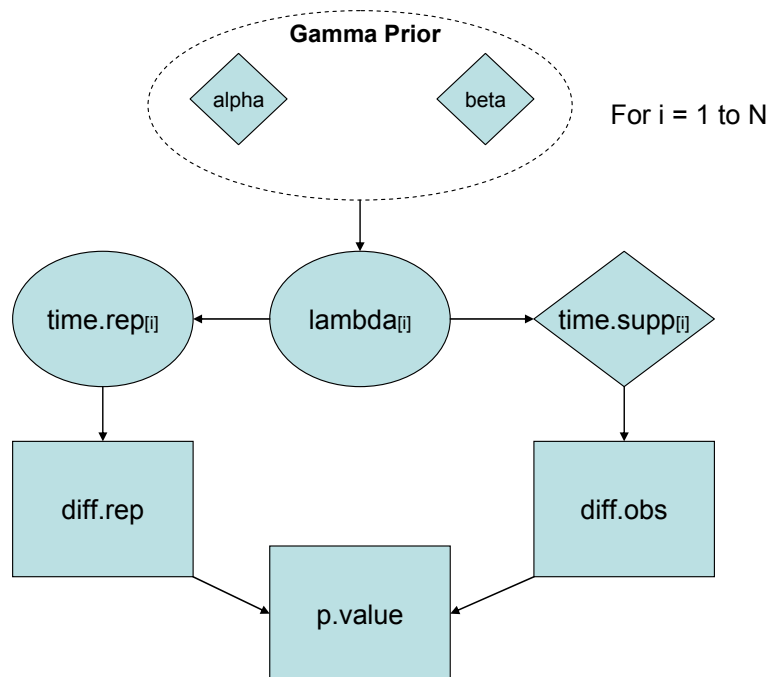 Gamma Prior
alpha
beta
For i = 1 to N
time.rep[i]
lambda[i]
time.supp[i]
diff.rep
diff.obs
p.value